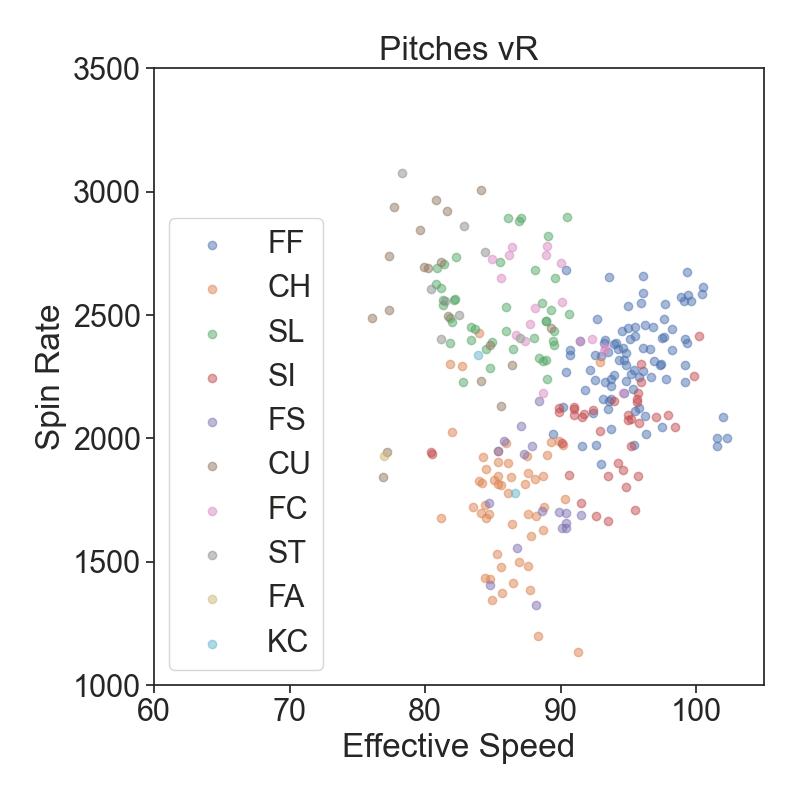 Pitches vR
3500
3000
2500
2000
1500
1000
Spin Rate
FF
CH
SL
SI
FS
CU
FC
ST
FA
KC
60 70 80 90 100
Effective Speed